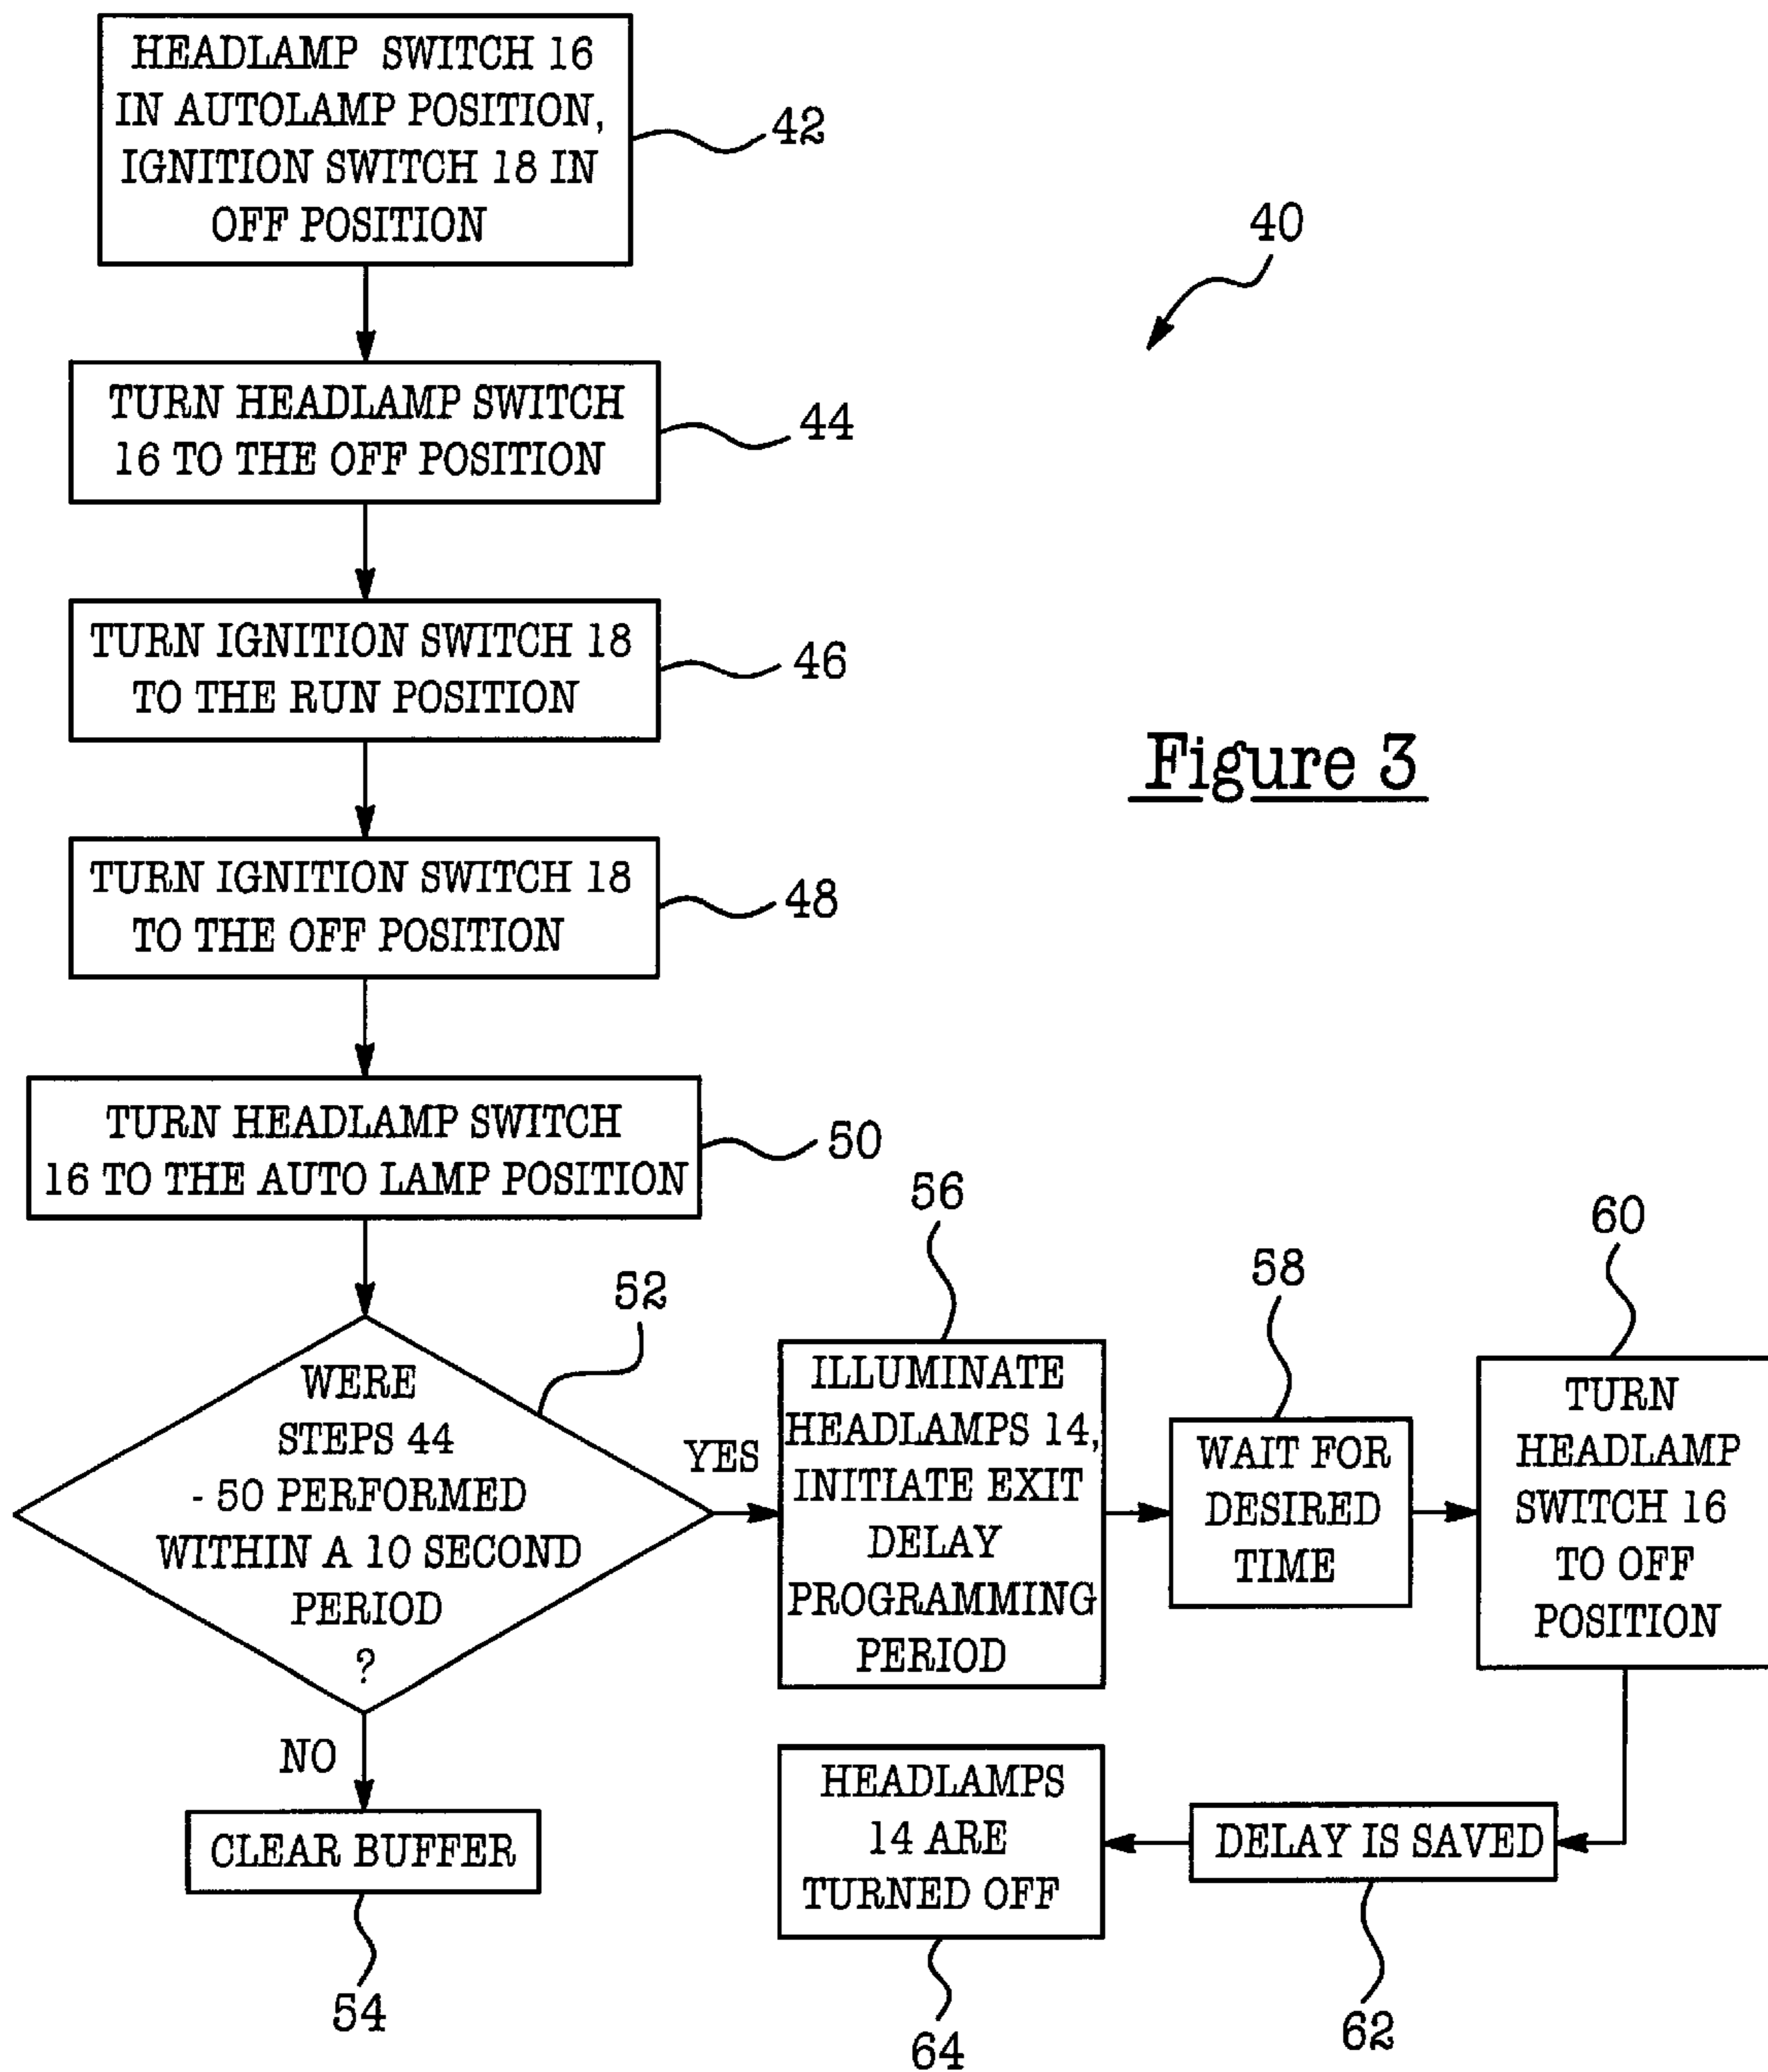 HEADLAMP SWITCH 16
IN AUTOLAMP POSITION,
IGNITION SWITCH 18 IN
OFF POSITION
42
40
TURN HEADLAMP SWITCH
16 TO THE OFF POSITION
44
TURN IGNITION SWITCH 18
TO THE RUN POSITION
46
Figure 3
TURN IGNITION SWITCH 18
TO THE OFF POSITION
48
TURN HEADLAMP SWITCH
16 TO THE AUTO LAMP POSITION
50
WERE
STEPS 44
- 50 PERFORMED
WITHIN A 10 SECOND
PERIOD
?
52
YES
NO
CLEAR BUFFER
54
56
ILLUMINATE
HEADLAMPS 14,
INITIATE EXIT
DELAY
PROGRAMMING
PERIOD
58
WAIT FOR
DESIRED
TIME
60
TURN
HEADLAMP
SWITCH 16
TO OFF
POSITION
DELAY IS SAVED
62
HEADLAMPS
14 ARE
TURNED OFF
64